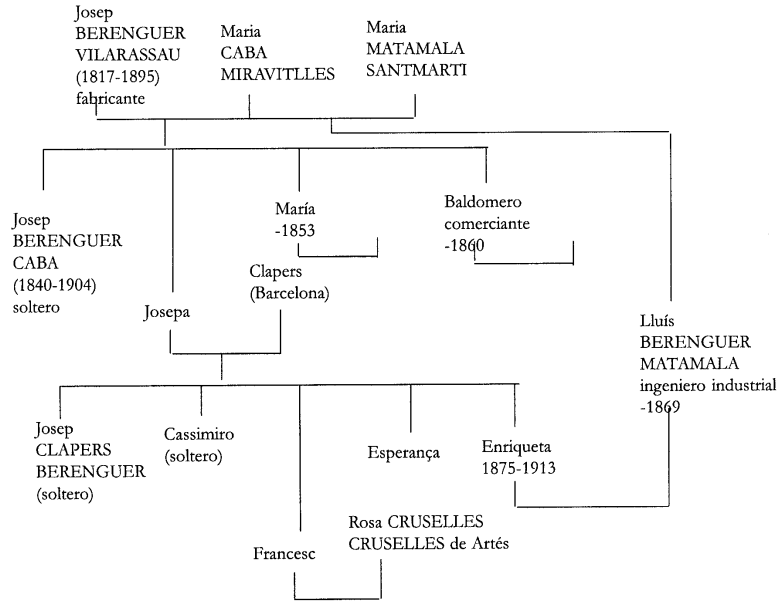 Josep
BERENGUER
VILARASSAU
(1817-1895)
fabricante
Maria
CABA
MIRAVITLLES
Maria
MATAMALA
SANTMARTI
Josep
BERENGUER
CABA
(1840-1904)
soltero
Josepa
María
-1853
Clapers
(Barcelona)
Baldomero
comerciante
-1860
Lluís
BERENGUER
MATAMALA
ingeniero industrial
-1869
Josep
CLAPERS
BERENGUER
(soltero)
Cassimiro
(soltero)
Francesc
Rosa CRUSELLES
CRUSELLES de Artés
Esperança
Enriqueta
1875-1913